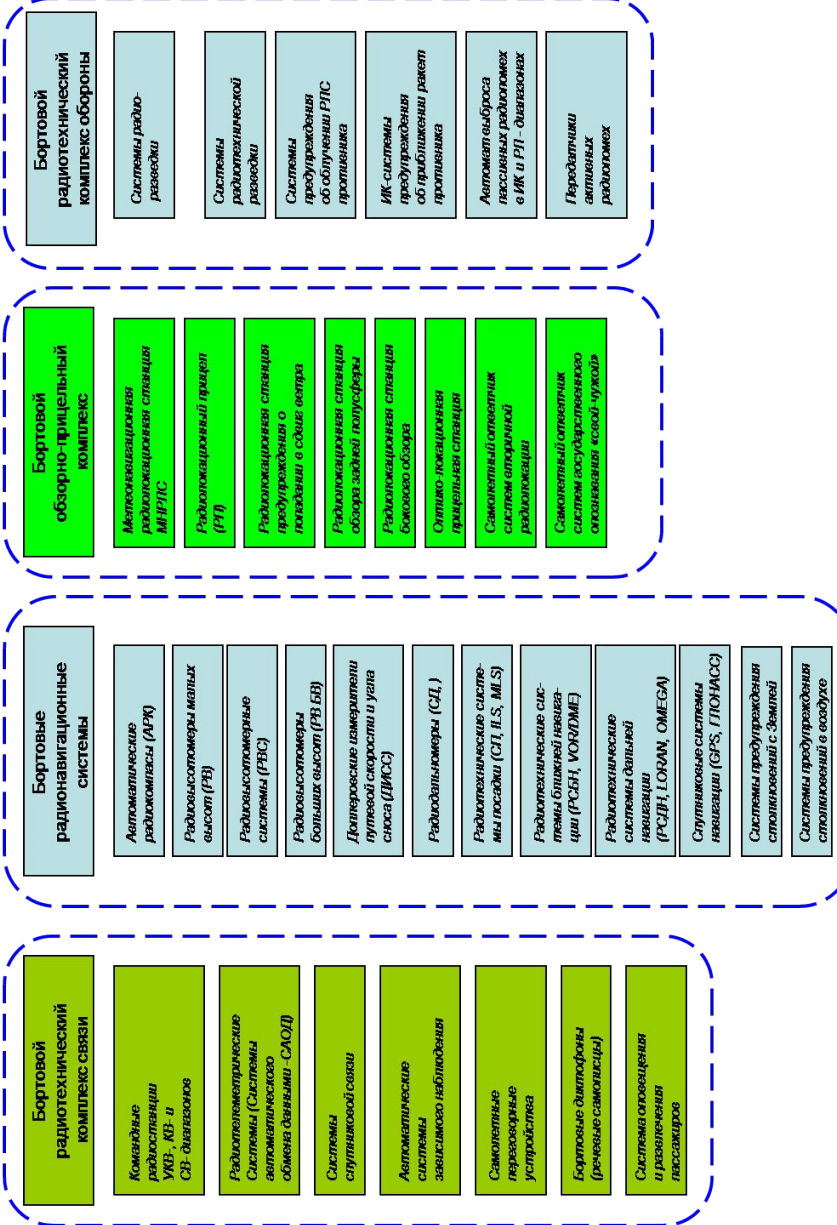 Бортовой
радиотехнический
комплекс связи
Командные
радиостанции
УКВ-, КВ- и
СВ- диапазонов
Радиотелеметрические
Системы (Системы
автоматического
обмена данными -САОД)
Системы
спутниковой связи
Автоматические
системы
зависимого наблюдения
Самолетные
переговорные
устройства
Бортовые диктофоны
(речевые самописцы)
Система оповещения
и развлечения
пассажиров
Бортовые
радионавигационные
системы
Автоматические
радиокомпасы (АРК)
Радиовысотомеры малых
высот (РВ)
Радиовысотомерные
системы (РВС)
Радиовысотомеры
больших высот (РВ БВ)
Допплеровские измерители
путевой скорости и угла
сноса (ДИСС)
Радиодальномеры (СД, )
Радиотехнические систе-
мы посадки (СП, ILS, MLS)
Радиотехнические сис-
темы ближней навига-
ции (РСБН, VOR/DME)
Радиотехнические
системы дальней
навигации
(РСДН, LORAN, OMEGA)
Спутниковые системы
навигации (GPS, ГЛОНАСС)
Системы предупреждения
столкновений с Землей
Системы предупреждения
столкновений в воздухе
Бортовой
обзорно-прицельный
комплекс
Метеонавигационная
радиолокационная станция
МНРЛС
Радиолокационный прицел
(РП)
Радиолокационная станция
предупреждения о
попадании в сдвиг ветра
Радиолокационная станция
обзора задней полусферы
Радиолокационная станция
бокового обзора
Оптико-локационная
прицельная станция
Самолетный ответчик
систем вторичной
радиолокации
Самолетный ответчик
систем государственного
опознавания «свой-чужой»
Бортовой
радиотехнический
комплекс обороны
Системы радио-
разведки
Системы
радиотехнической
разведки
Системы
предупреждения
об облучении РЛС
противника
ИК-системы
предупреждения
об приближении ракет
противника
Автомат выброса
пассивных радиопомех
в ИК и РЛ - диапазонах
Передатчики
активных
радиопомех